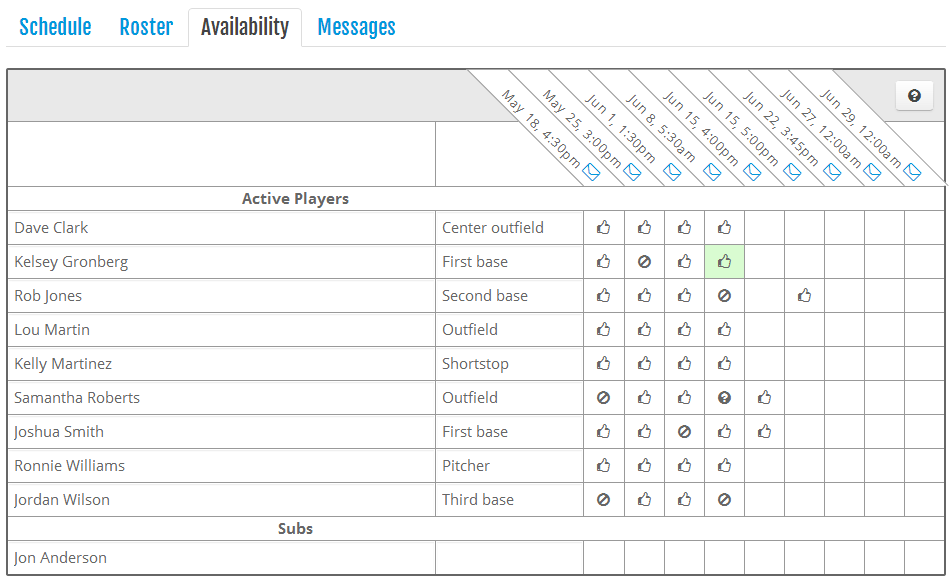 Schedule Roster Availability Messages
May 18, 4:30pm
May 25, 3:00pm
Jun 1, 1:30pm
Jun 8, 5:30am
Jun 15, 4:00pm
Jun 15, 5:00pm
Jun 22, 3:45pm
Jun 27, 12:00am
Jun 29, 12:00am
Active Players
Dave Clark Center outfield
Kelsey Gronberg First base
Rob Jones Second base
Lou Martin Outfield
Kelly Martinez Shortstop
Samantha Roberts Outfield
Joshua Smith First base
Ronnie Williams Pitcher
Jordan Wilson Third base
Subs
Jon Anderson